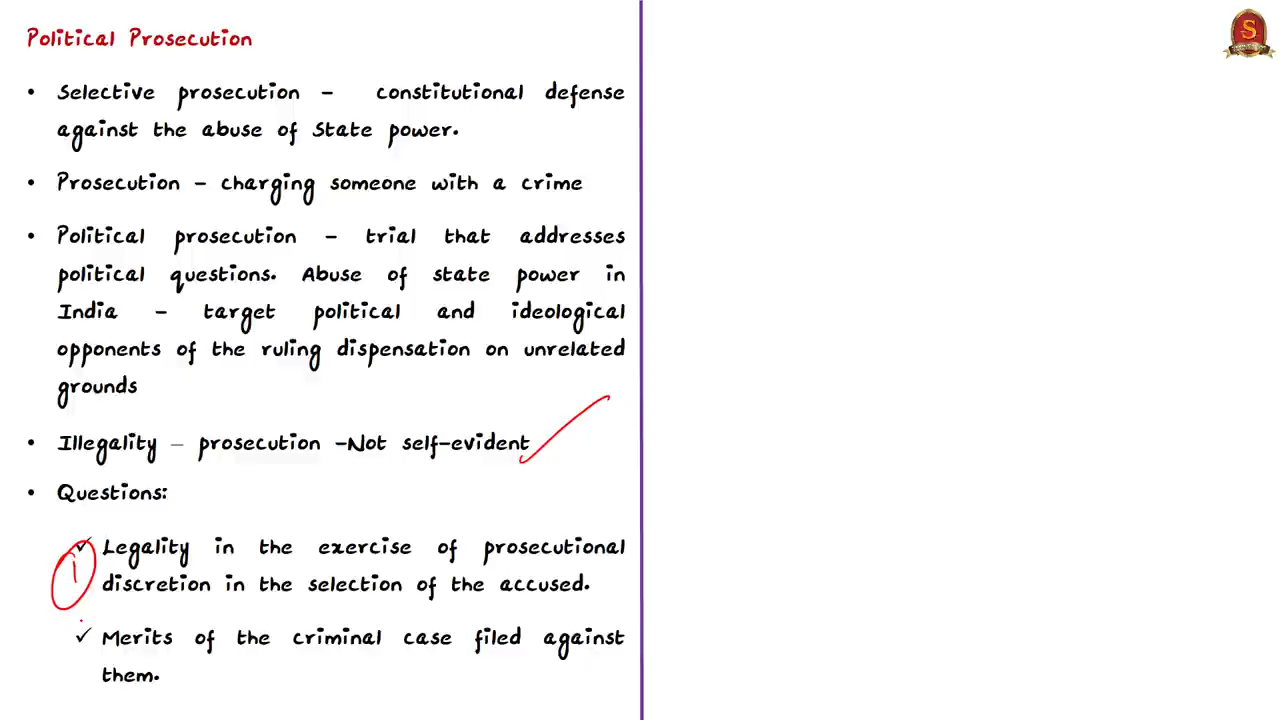 Political Prosecution
• Selective prosecution – constitutional defense
against the abuse of State power.
• Prosecution – charging someone with a crime
• Political prosecution – trial that addresses
political questions. Abuse of state power in
India – target political and ideological
opponents of the ruling dispensation on unrelated
grounds
• Illegality – prosecution -Not self-evident
• Questions:
✓ Legality in the exercise of prosecutional
discretion in the selection of the accused.
✓ Merits of the criminal case filed against
them.
S